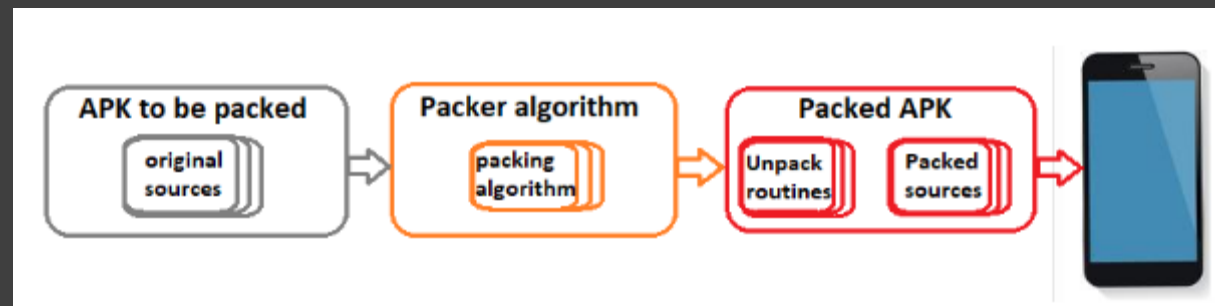 APK to be packed
original
sources
Packer algorithm
packing
algorithm
Packed APK
Unpack
routines
Packed
sources